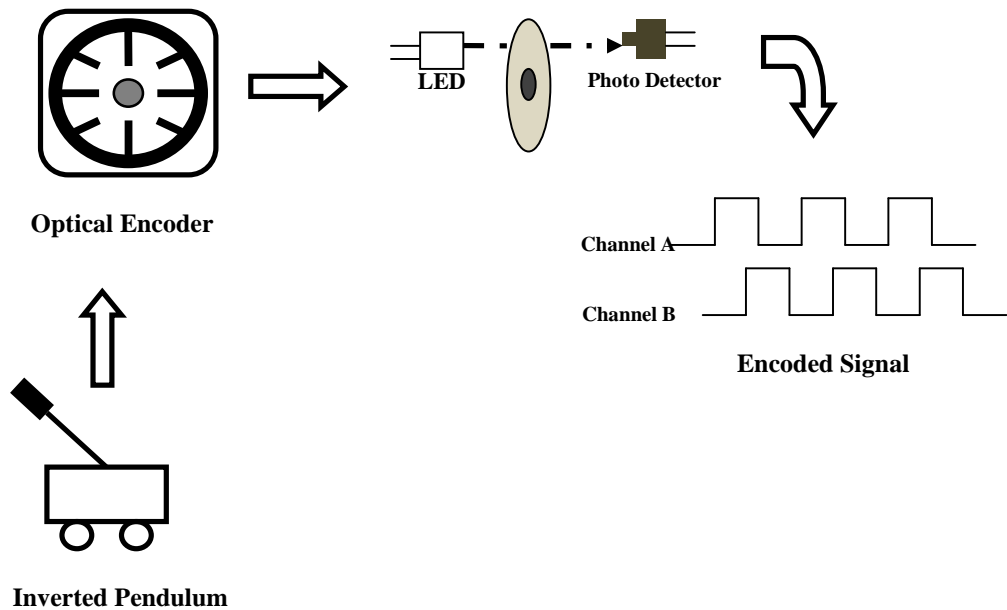 LED
Photo Detector
Optical Encoder
Channel A
Channel B
Encoded Signal
Inverted Pendulum